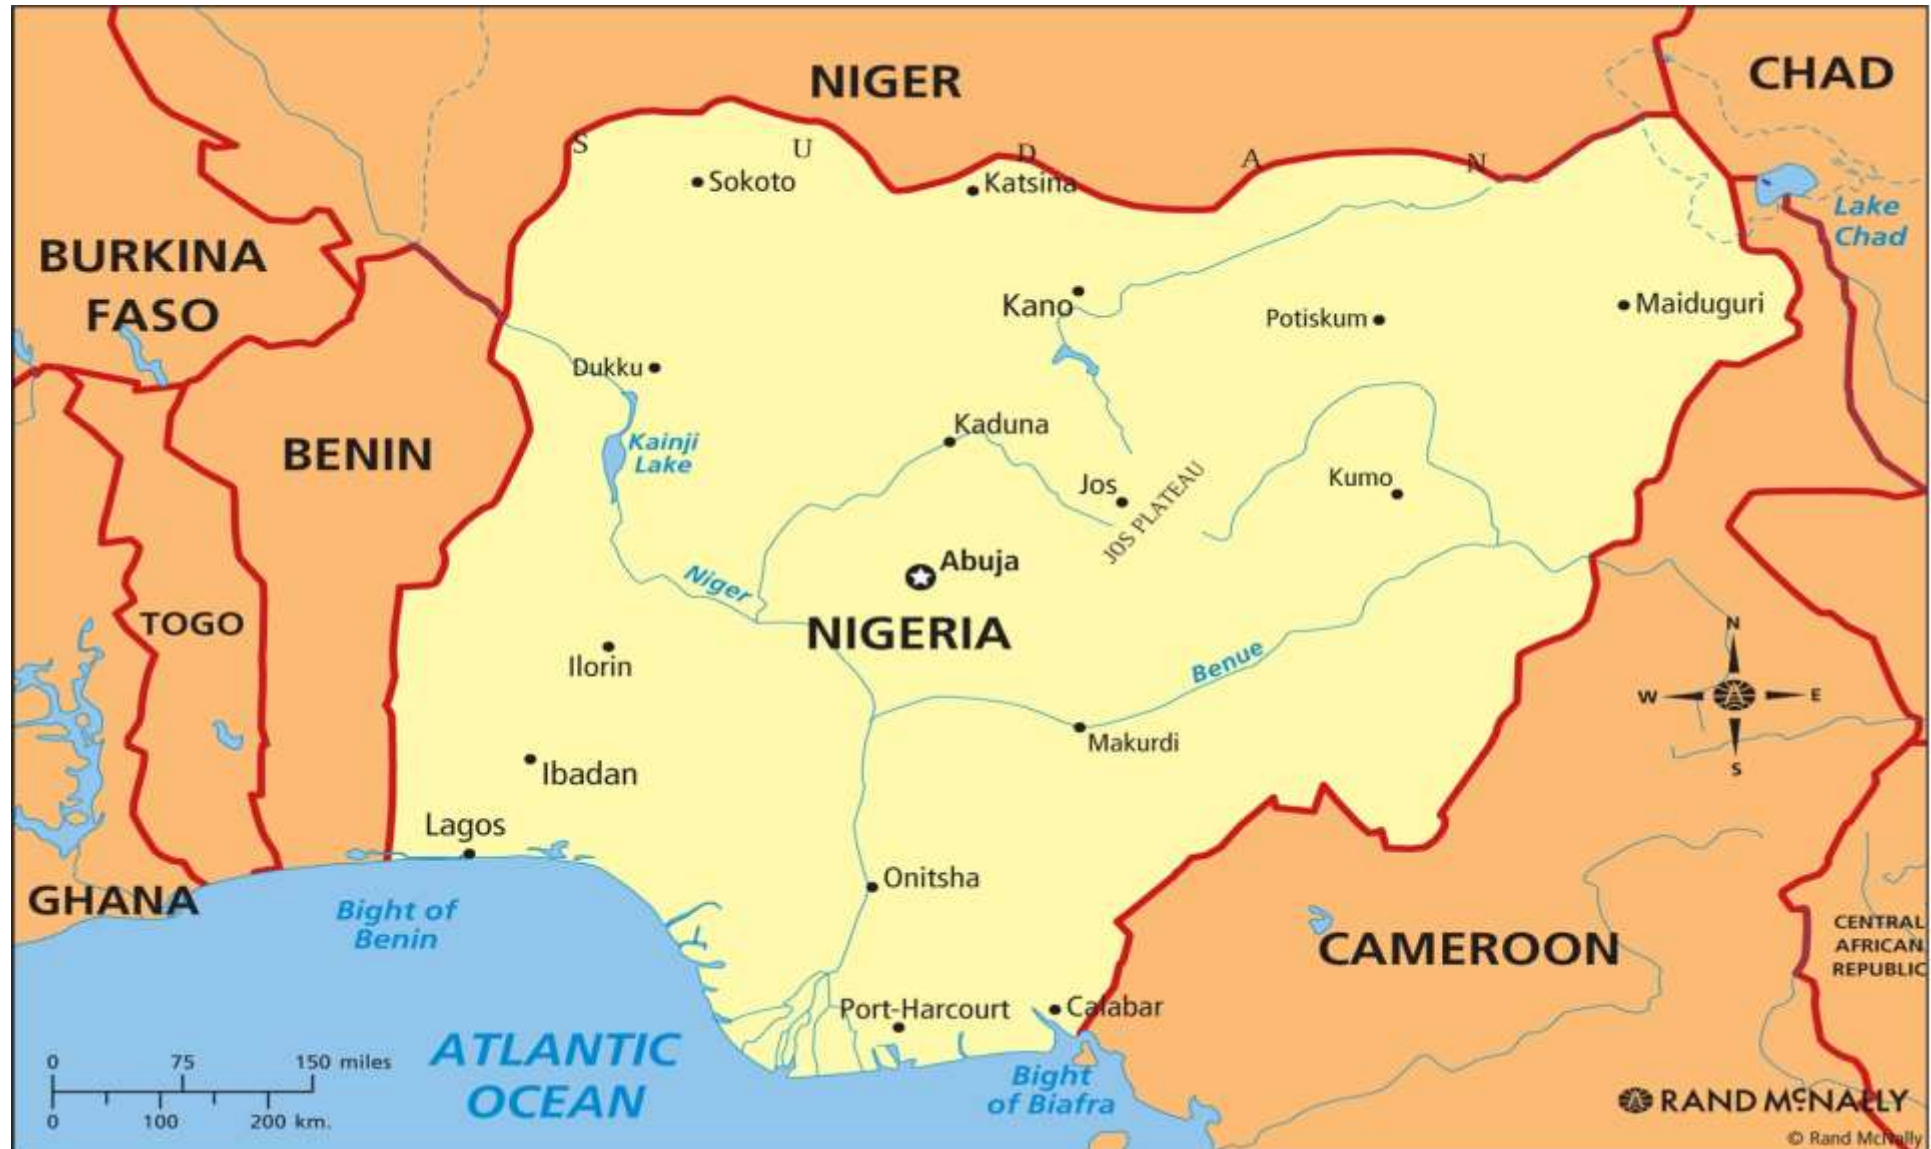 NIGER
CHAD
S U D A N
Sokoto
Katsina
Lake
Chad
BURKINA
FASO
Kano
Potiskum
Maiduguri
Dukku
Kainji
Lake
Kaduna
BENIN
Jos
JOS PLATEAU
Kumo
Abuja
Niger
TOGO
NIGERIA
Ilorin
Benue
N
W
E
S
Makurdi
Ibadan
Lagos
Onitsha
GHANA
Bight of
Benin
CAMEROON
CENTRAL
AFRICAN
REPUBLIC
Port-Harcourt
Calabar
ATLANTIC
OCEAN
Bight
of Biafra
0 75 150 miles
0 100 200 km.
RAND McNALLY
© Rand McNally